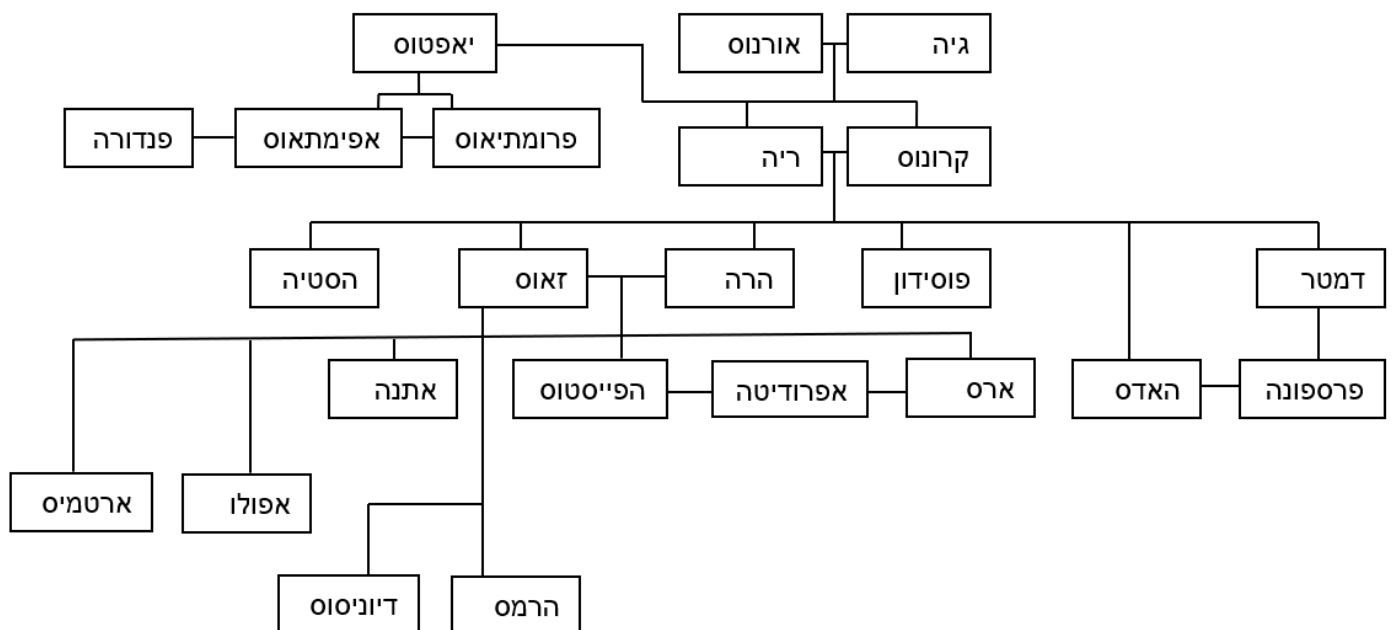 גיה
אורנוס
יאפטוס
פרומתיאוס
אפימתאוס
פנדורה
קרונוס
ריה
דמטר
פוסידון
הרה
זאוס
הסטיה
פרספונה
האדס
ארס
אפרודיטה
הפייסטוס
אתנה
אפולו
ארטמיס
הרמס
דיוניסוס